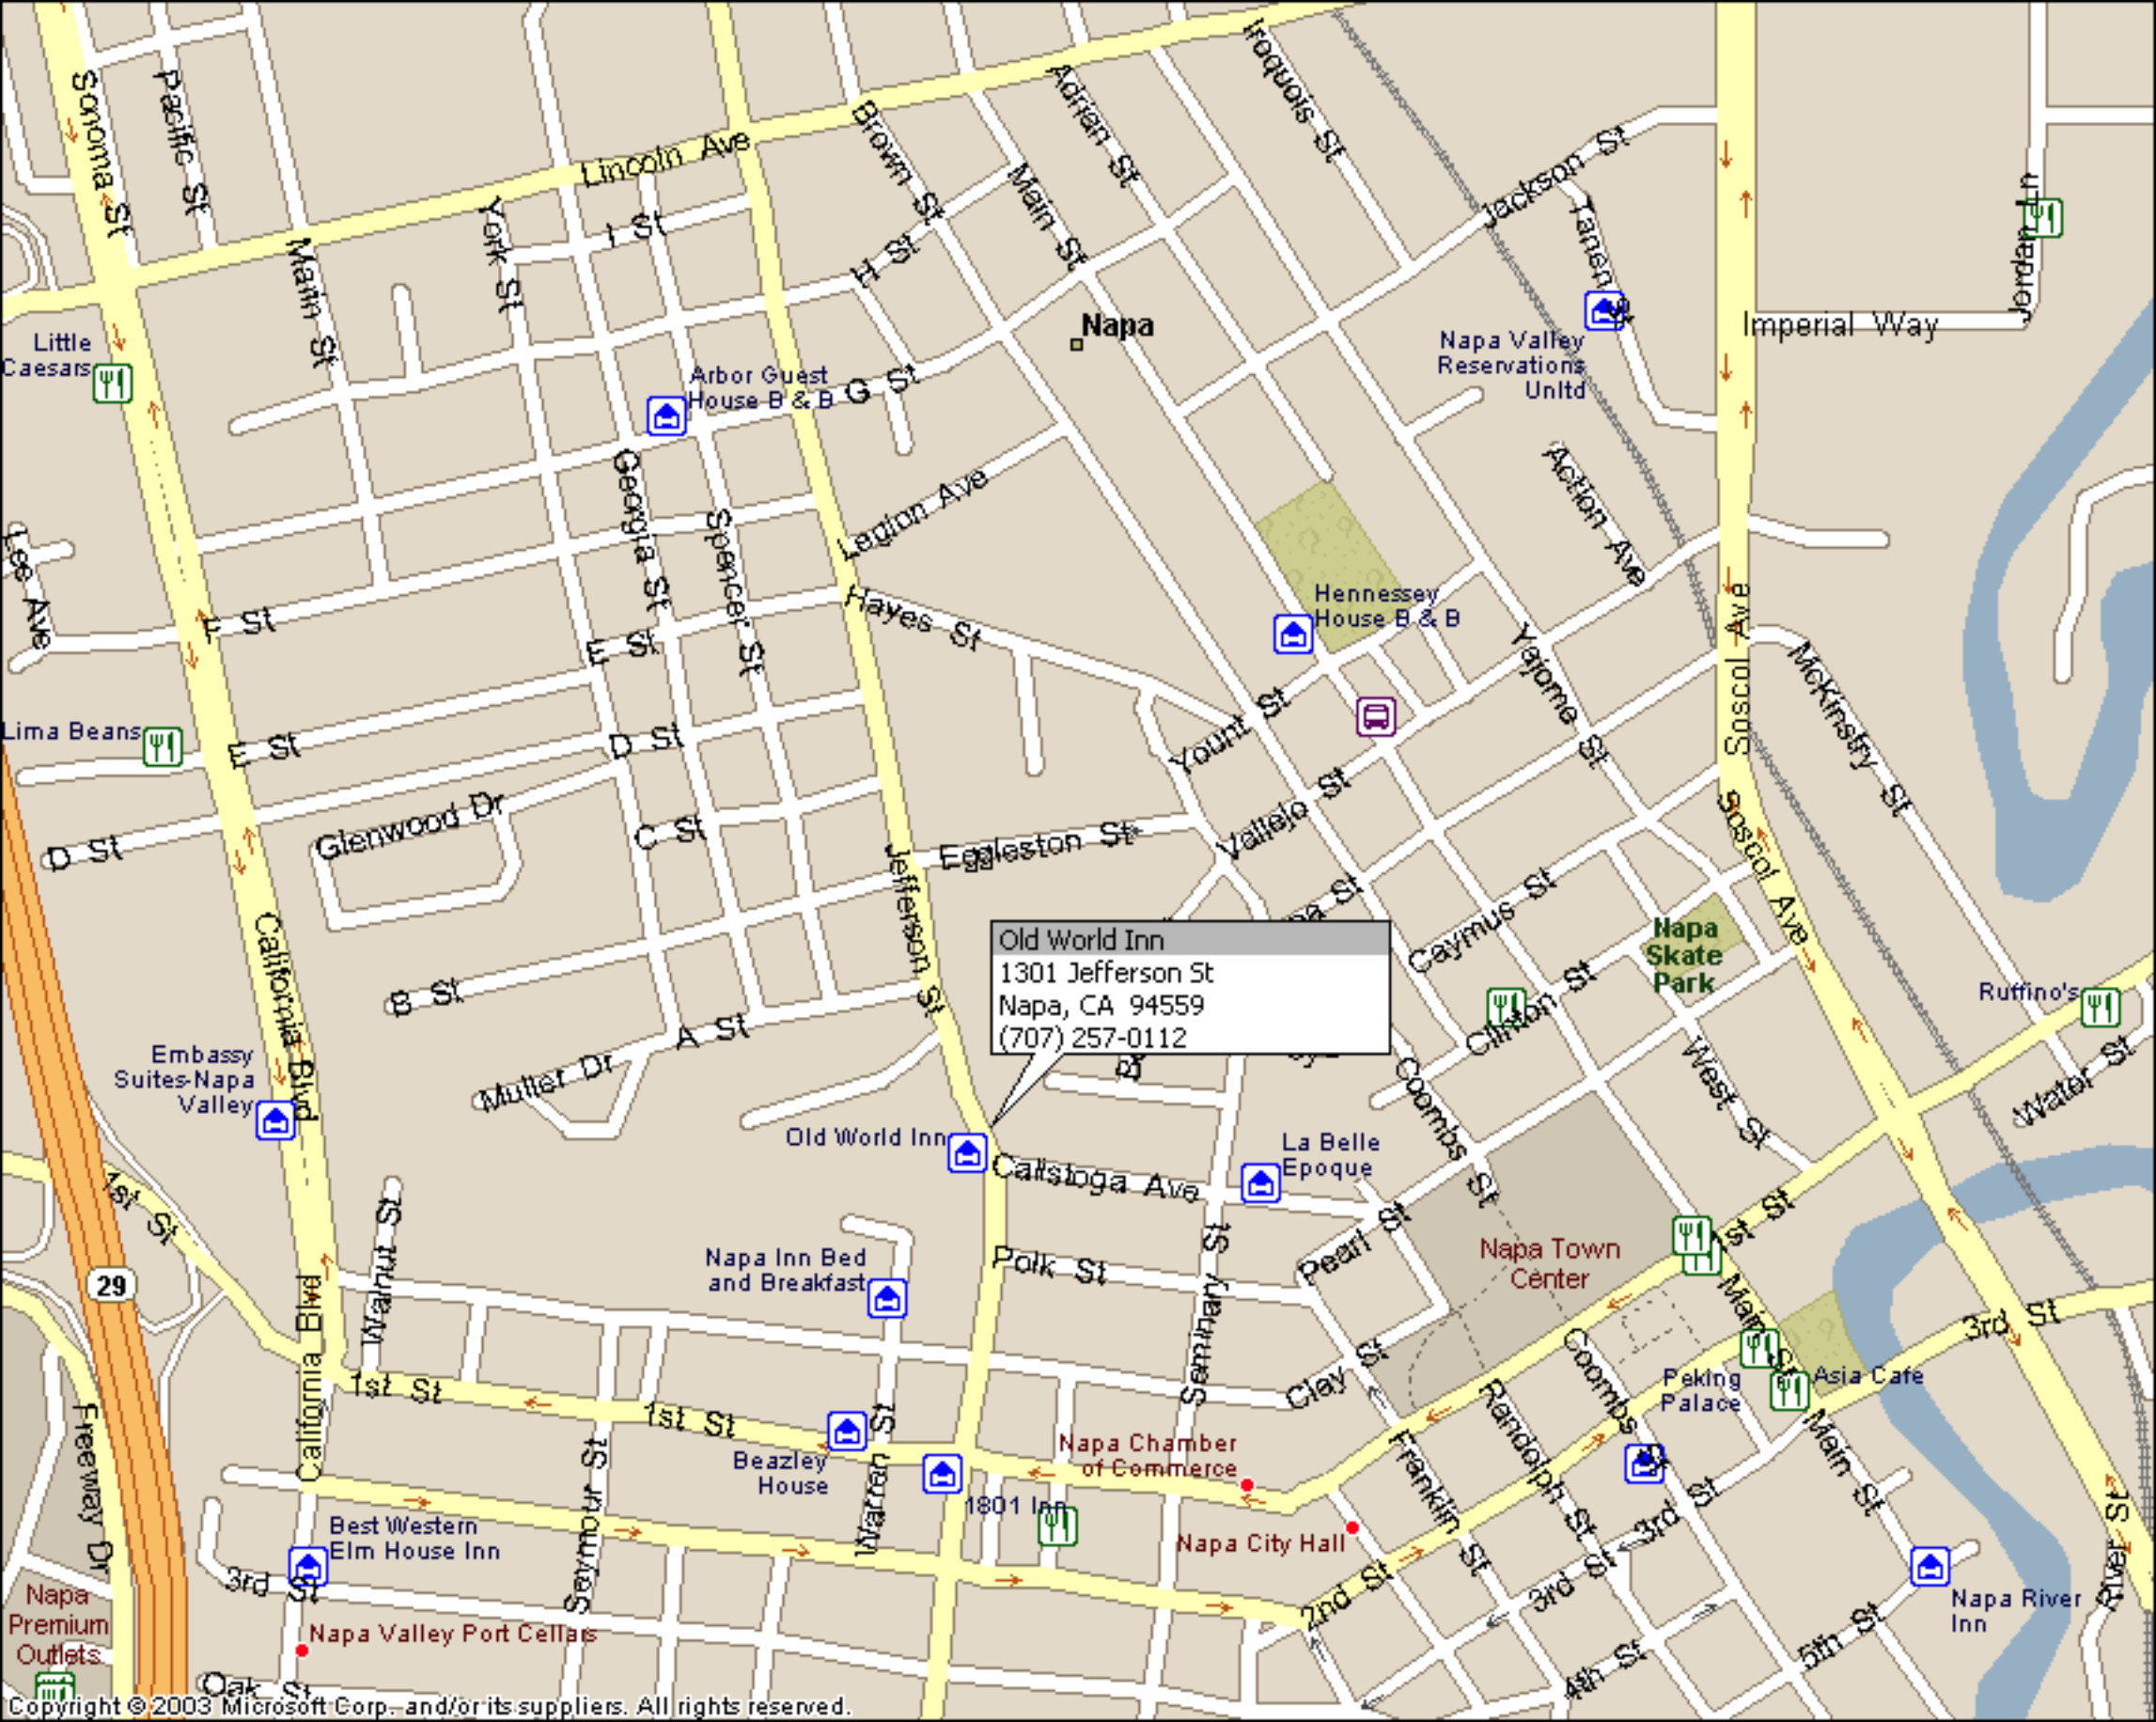 Sonoma St
Pacific St
Marin St
York St
Lincoln Ave
I St
Brown St
H St
Main St
Adrian St
Iroquois St
Jackson St
Tanen St
Jordan Ln
Imperial Way
Little
Caesars
Napa
Napa Valley
Reservations
Unltd
Arbor Guest
House B & B
G St
Georgia St
Spencer St
Legion Ave
Action Ave
Lee Ave
F St
Hayes St
Hennessey
House B & B
E St
Yajome St
Soscol Ave
McKinstry St
Lima Beans
E St
D St
Yount St
Vallejo St
Glenwood Dr
C St
D St
Eggleston St
Jefferson St
Soscol Ave
Caymus St
Napa
Skate
Park
Old World Inn
1301 Jefferson St
Napa, CA 94559
(707) 257-0112
California Blvd
B St
A St
Muller Dr
Clinton St
Ruffino's
Water St
West St
Coombs St
Embassy
Suites-Napa
Valley
Old World Inn
Calistoga Ave
La Belle
Epoque
1st St
Walnut St
29
California Blvd
Napa Inn Bed
and Breakfast
Polk St
Seminary St
Pearl St
Napa Town
Center
1st St
Main St
3rd St
Clay St
Coombs St
Peking
Palace
Asia Cafe
1st St
1st St
Freeway Dr
Beazley
House
Warren St
1801 Inn
Napa Chamber
of Commerce
Franklin St
Randolph St
Main St
3rd St
Napa City Hall
Best Western
Elm House Inn
Seymour St
3rd St
2nd St
3rd St
4th St
5th St
River St
Napa River
Inn
Napa
Premium
Outlets
Napa Valley Port Cellars
Oak St
Copyright © 2003 Microsoft Corp. and/or its suppliers. All rights reserved.